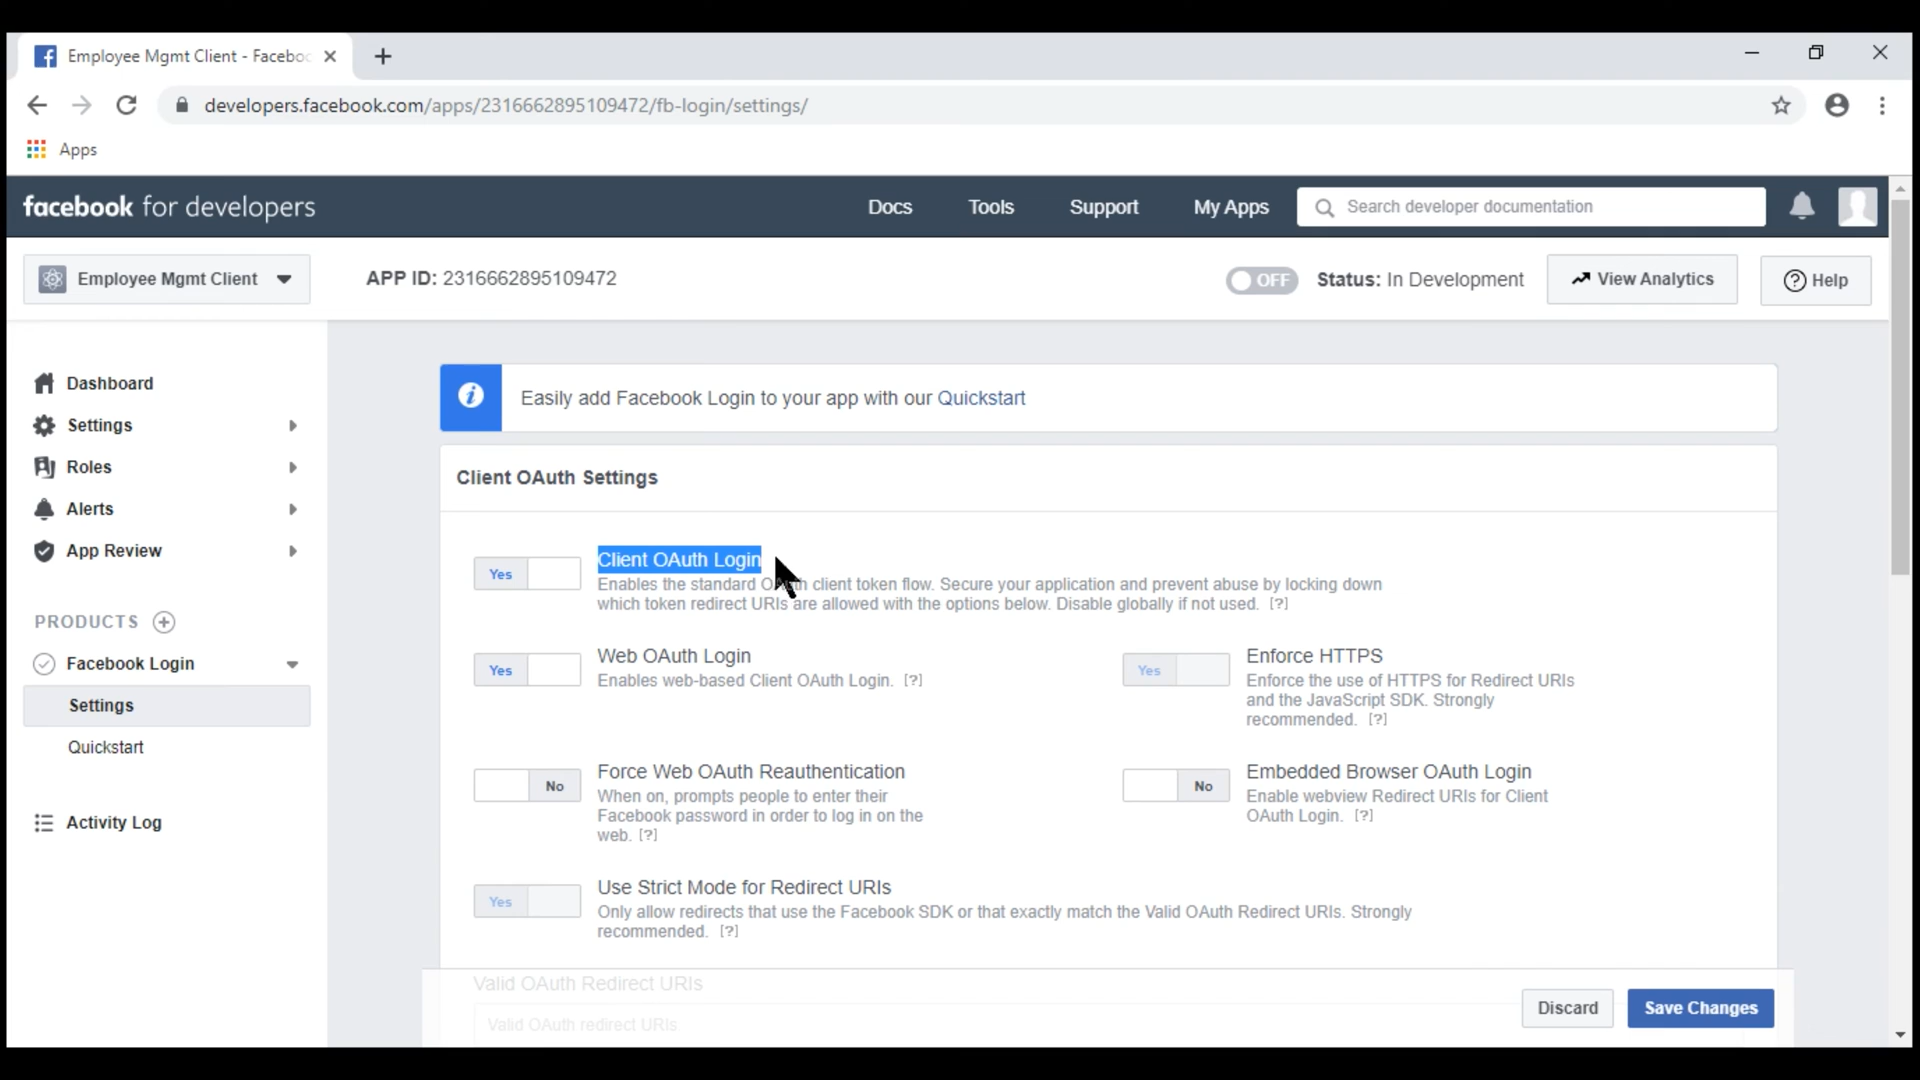 Employee Mgmt Client - Faceboo
developers.facebook.com/apps/2316662895109472/fb-login/settings/
Apps
facebook for developers
Docs
Tools
Support
My Apps
Search developer documentation
Employee Mgmt Client
APP ID: 2316662895109472
OFF
Status: In Development
View Analytics
Help
Dashboard
Settings
Roles
Alerts
App Review
PRODUCTS
Facebook Login
Settings
Quickstart
Activity Log
Easily add Facebook Login to your app with our Quickstart
Client OAuth Settings
Yes
Client OAuth Login
Enables the standard OAuth client token flow. Secure your application and prevent abuse by locking down
which token redirect URIs are allowed with the options below. Disable globally if not used. [?]
Yes
Web OAuth Login
Enables web-based Client OAuth Login. [?]
Yes
Enforce HTTPS
Enforce the use of HTTPS for Redirect URIs
and the JavaScript SDK. Strongly
recommended. [?]
No
Force Web OAuth Reauthentication
When on, prompts people to enter their
Facebook password in order to log in on the
web. [?]
No
Embedded Browser OAuth Login
Enable webview Redirect URIs for Client
OAuth Login. [?]
Yes
Use Strict Mode for Redirect URIs
Only allow redirects that use the Facebook SDK or that exactly match the Valid OAuth Redirect URIs. Strongly
recommended. [?]
Valid OAuth Redirect URIs
Valid OAuth redirect URIs
Discard
Save Changes